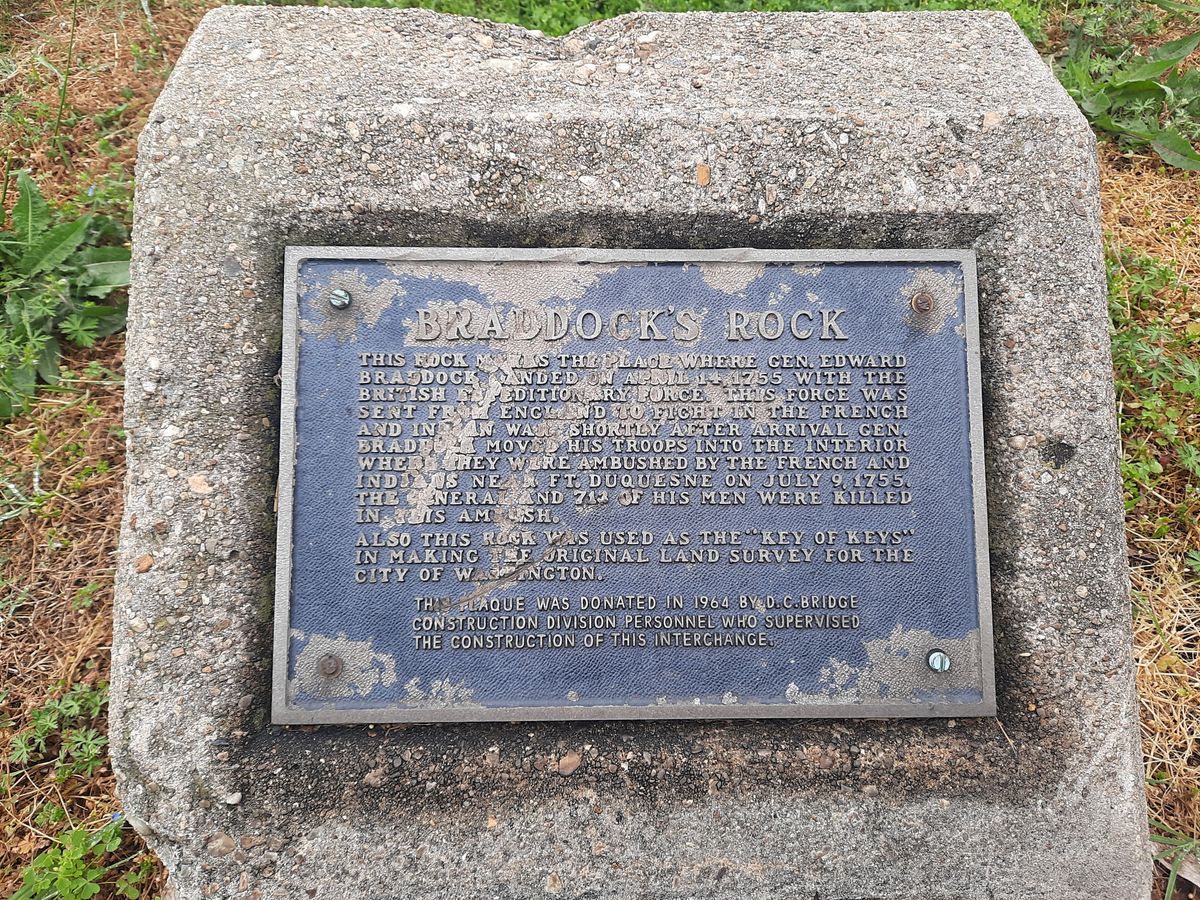 BRADDOCK'S ROCK
THIS ROCK MARKS THE PLACE WHERE GEN. EDWARD
BRADDOCK LANDED ON APRIL 14, 1755 WITH THE
BRITISH EXPEDITIONARY FORCE. THIS FORCE WAS
SENT FROM ENGLAND TO FIGHT IN THE FRENCH
AND INDIAN WAR. SHORTLY AFTER ARRIVAL GEN.
BRADDOCK MOVED HIS TROOPS INTO THE INTERIOR
WHERE THEY WERE AMBUSHED BY THE FRENCH AND
INDIANS NEAR FT. DUQUESNE ON JULY 9, 1755.
THE GENERAL AND 712 OF HIS MEN WERE KILLED
IN THIS AMBUSH.
ALSO THIS ROCK WAS USED AS THE "KEY OF KEYS"
IN MAKING THE ORIGINAL LAND SURVEY FOR THE
CITY OF WASHINGTON.
THIS PLAQUE WAS DONATED IN 1964 BY D.C. BRIDGE
CONSTRUCTION DIVISION PERSONNEL WHO SUPERVISED
THE CONSTRUCTION OF THIS INTERCHANGE.